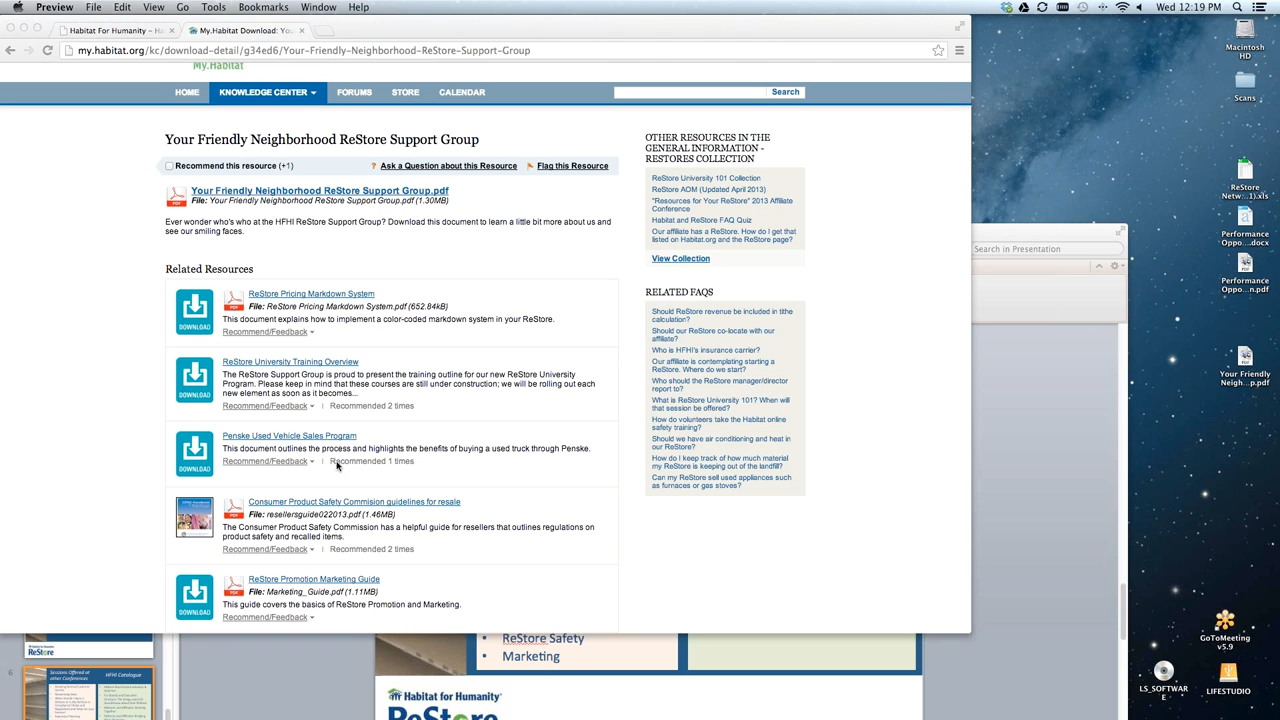 Preview File Edit View Go Tools Bookmarks Window Help
Wed 12:19 PM
Habitat For Humanity – Ha × My.Habitat Download: You ×
my.habitat.org/kc/download-detail/g34ed6/Your-Friendly-Neighborhood-ReStore-Support-Group
My.Habitat
HOME KNOWLEDGE CENTER FORUMS STORE CALENDAR Search
Your Friendly Neighborhood ReStore Support Group
Recommend this resource (+1) ? Ask a Question about this Resource Flag this Resource
Your Friendly Neighborhood ReStore Support Group.pdf
File: Your Friendly Neighborhood ReStore Support Group.pdf (1.30MB)
Ever wonder who's who at the HFHI ReStore Support Group? Download this document to learn a little bit more about us and
see our smiling faces.
Related Resources
ReStore Pricing Markdown System
File: ReStore Pricing Markdown System.pdf (652.84kB)
This document explains how to implement a color-coded markdown system in your ReStore.
Recommend/Feedback
DOWNLOAD
ReStore University Training Overview
The ReStore Support Group is proud to present the training outline for our new ReStore University
Program. Please keep in mind that these courses are still under construction; we will be rolling out each
new element as soon as it becomes...
Recommend/Feedback | Recommended 2 times
DOWNLOAD
Penske Used Vehicle Sales Program
This document outlines the process and highlights the benefits of buying a used truck through Penske.
Recommend/Feedback | Recommended 1 times
DOWNLOAD
Consumer Product Safety Commision guidelines for resale
File: resellersguide022013.pdf (1.46MB)
The Consumer Product Safety Commission has a helpful guide for resellers that outlines regulations on
product safety and recalled items.
Recommend/Feedback | Recommended 2 times
ReStore Promotion Marketing Guide
File: Marketing_Guide.pdf (1.11MB)
This guide covers the basics of ReStore Promotion and Marketing.
Recommend/Feedback
DOWNLOAD
OTHER RESOURCES IN THE
GENERAL INFORMATION -
RESTORES COLLECTION
ReStore University 101 Collection
ReStore AOM (Updated April 2013)
"Resources for Your ReStore" 2013 Affiliate
Conference
Habitat and ReStore FAQ Quiz
Our affiliate has a ReStore. How do I get that
listed on Habitat.org and the ReStore page?
View Collection
RELATED FAQS
Should ReStore revenue be included in tithe
calculation?
Should our ReStore co-locate with our
affiliate?
Who is HFHI's insurance carrier?
Our affiliate is contemplating starting a
ReStore. Where do we start?
Who should the ReStore manager/director
report to?
What is ReStore University 101? When will
that session be offered?
How do volunteers take the Habitat online
safety training?
Should we have air conditioning and heat in
our ReStore?
How do I keep track of how much material
my ReStore is keeping out of the landfill?
Can my ReStore sell used appliances such
as furnaces or gas stoves?
Search in Presentation
Macintosh
HD
Scans
ReStore
Netw...1).xls
Performance
Oppo....docx
Performance
Oppo...n.pdf
Your Friendly
Neigh...p.pdf
GoToMeeting
v5.9
LS_SOFTWAR
E
LIFESTUDIO
ReStore
6
Sessions Offered at
other Conferences
HFHI Catalogue
• ReStore Safety
• Marketing
Habitat for Humanity
ReStore